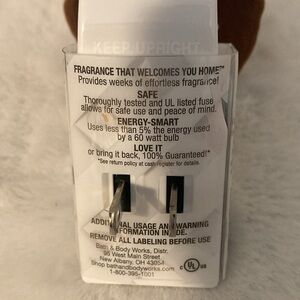 KEEP UPRIGHT
FRAGRANCE THAT WELCOMES YOU HOME™
Provides weeks of effortless fragrance!
SAFE
Thoroughly tested and UL listed fuse
allows for safe use and peace of mind.
ENERGY-SMART
Uses less than 5% the energy used
by a 60 watt bulb
LOVE IT
or bring it back, 100% Guaranteed!*
*See return policy at cash register for details.
ADDITIONAL USAGE AND WARNING
INFORMATION INSIDE.
REMOVE ALL LABELING BEFORE USE
Bath & Body Works, Distr.
95 West Main Street
New Albany, OH 43054
Shop bathandbodyworks.com
1-800-395-1001
c UL us